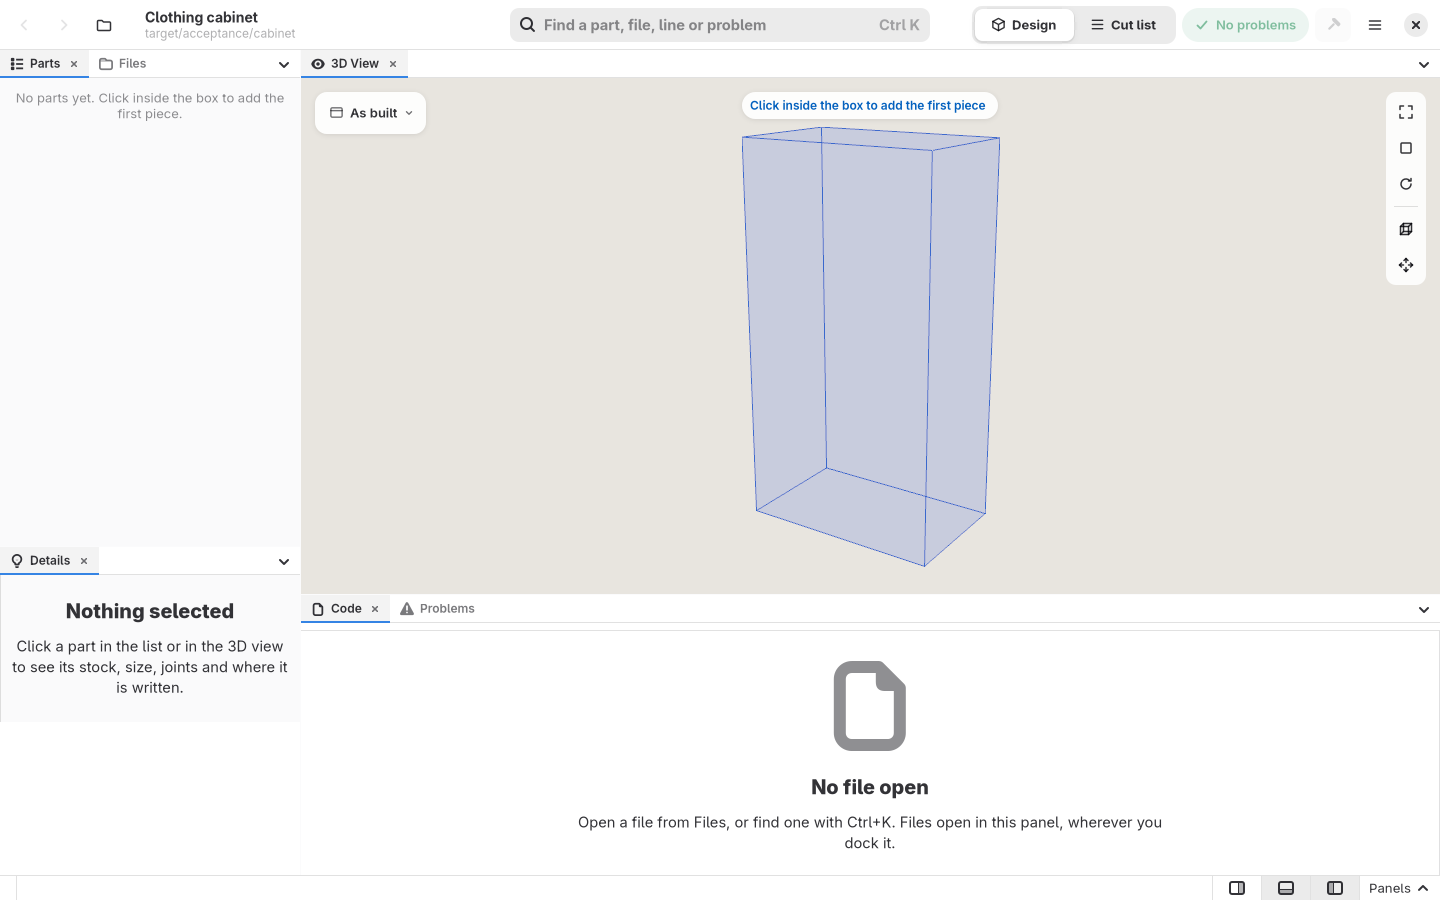 Clothing cabinet
target/acceptance/cabinet
Find a part, file, line or problem
Ctrl K
Design
Cut list
No problems
Parts
Files
3D View
No parts yet. Click inside the box to add the
first piece.
As built
Click inside the box to add the first piece
Details
Nothing selected
Click a part in the list or in the 3D view
to see its stock, size, joints and where it
is written.
Code
Problems
No file open
Open a file from Files, or find one with Ctrl+K. Files open in this panel, wherever you
dock it.
Panels